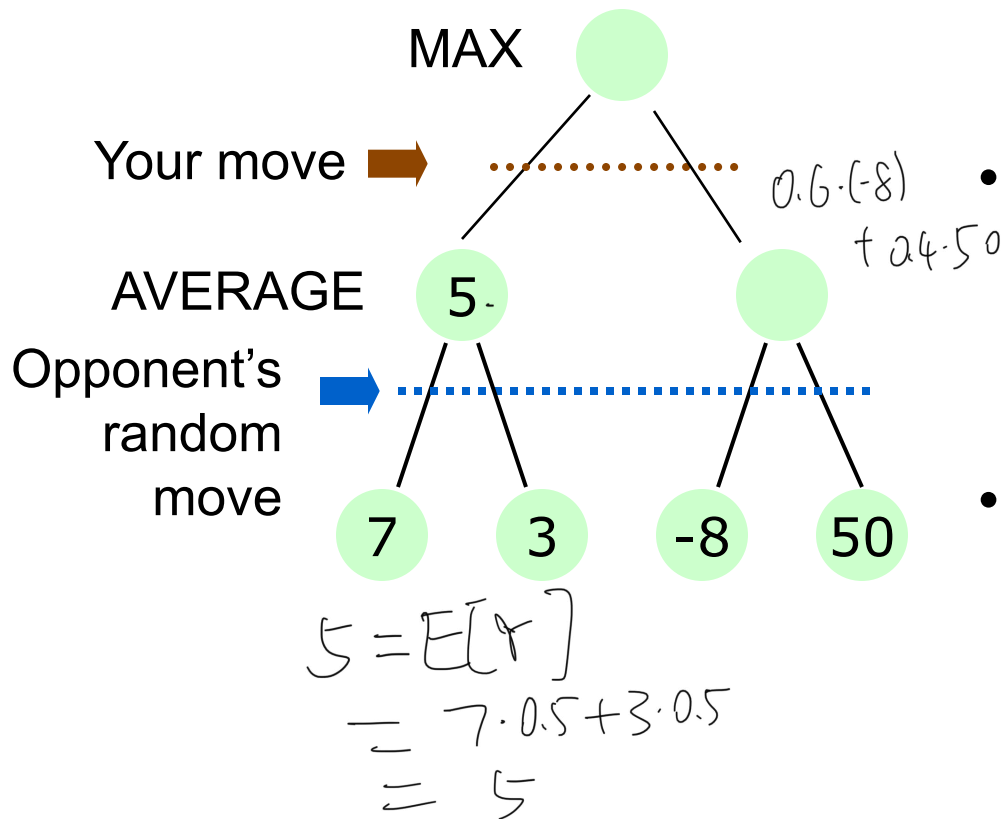 MAX
Your move
0.6·(-8)
+ 0.4·50
AVERAGE
5
Opponent's
random
move
7 3 -8 50
5 = E[r]
= 7·0.5+3·0.5
= 5